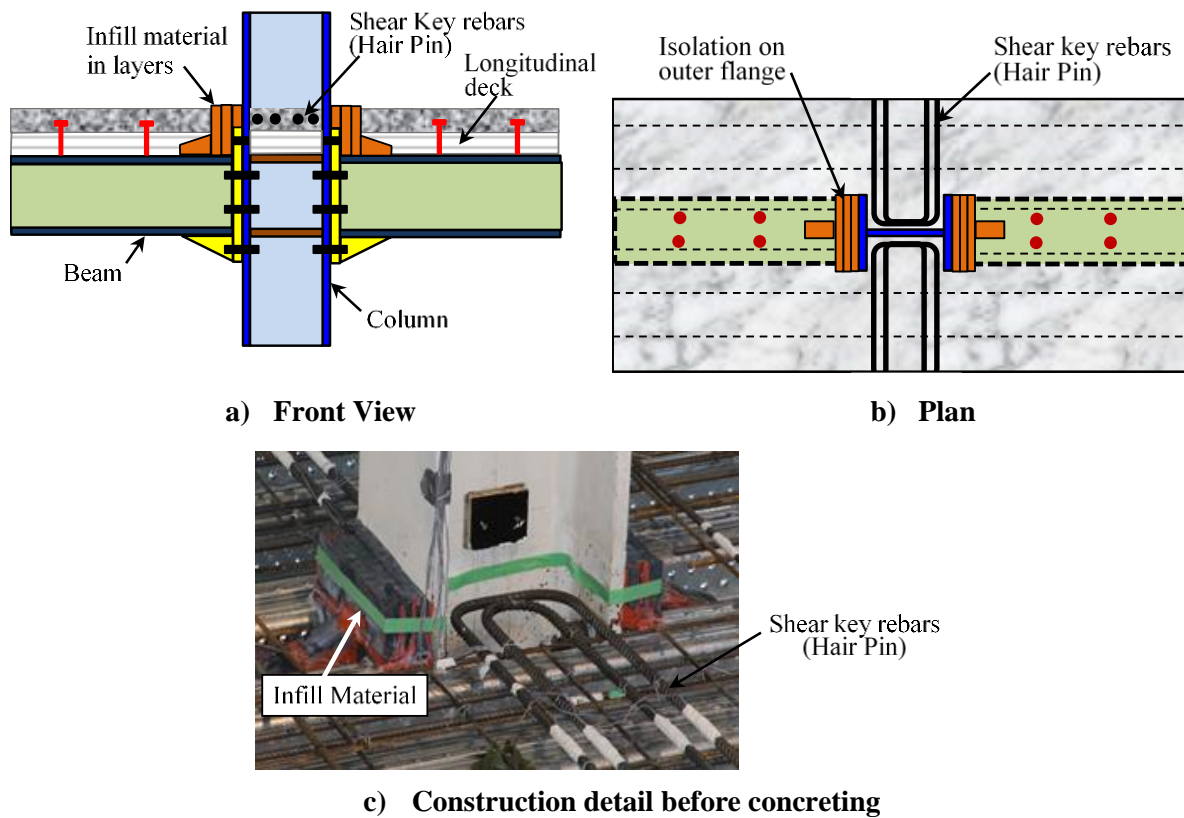 Shear Key rebars
(Hair Pin)
Infill material
in layers
Longitudinal
deck
Beam
Column
a) Front View
Isolation on
outer flange
Shear key rebars
(Hair Pin)
b) Plan
Infill Material
Shear key rebars
(Hair Pin)
c) Construction detail before concreting